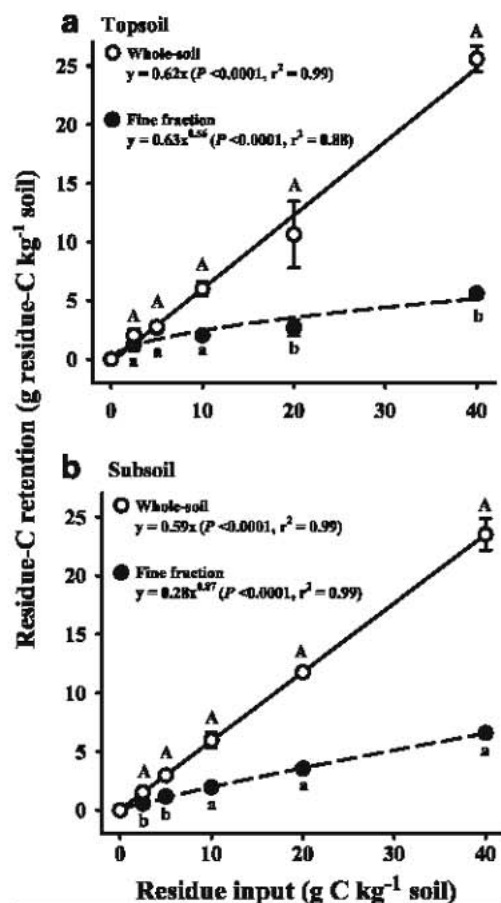 a Topsoil
Whole-soil
y = 0.62x (P <0.0001, r² = 0.99)
Fine fraction
y = 0.63x^0.56 (P <0.0001, r² = 0.88)
25
20
15
10
5
0
A
A
A
A
A
a
a
a
b
b
0 10 20 30 40
b Subsoil
Whole-soil
y = 0.59x (P <0.0001, r² = 0.99)
Fine fraction
y = 0.28x^0.87 (P <0.0001, r² = 0.99)
25
20
15
10
5
0
A
A
A
A
A
b
b
a
a
a
0 10 20 30 40
Residue input (g C kg⁻¹ soil)
Residue-C retention (g residue-C kg⁻¹ soil)